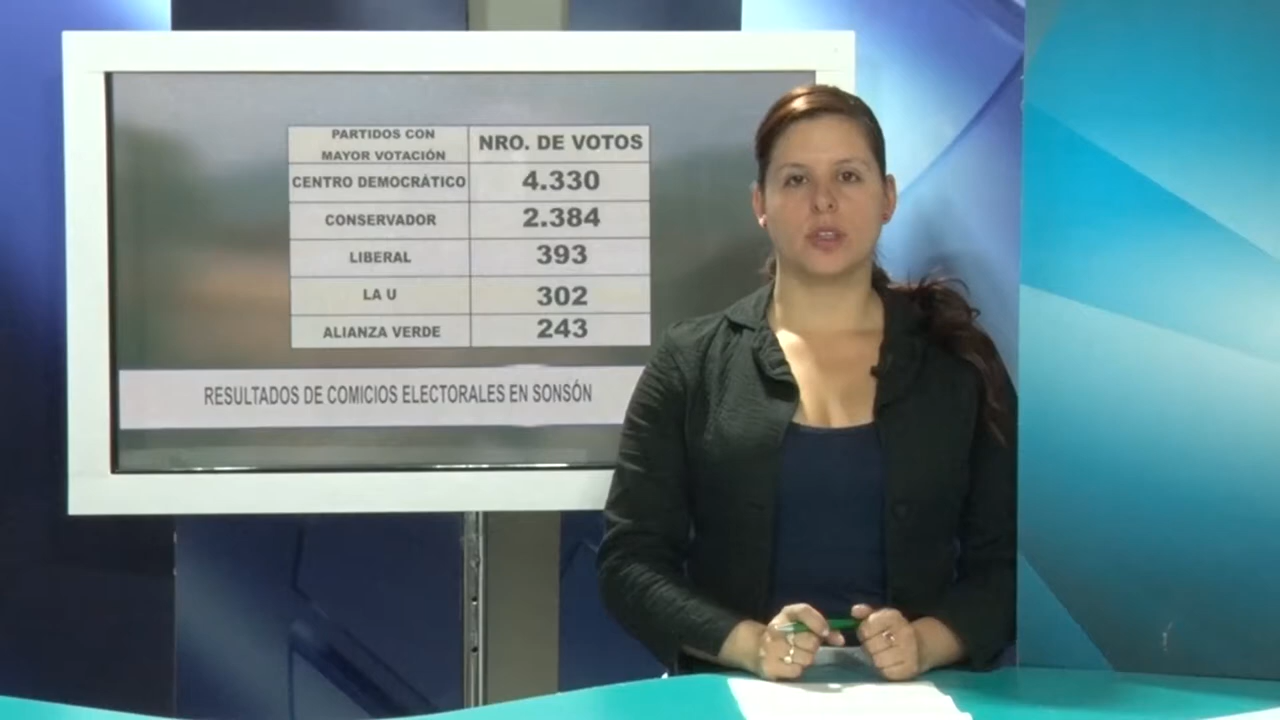 PARTIDOS CON
MAYOR VOTACIÓN
NRO. DE VOTOS
CENTRO DEMOCRÁTICO 4.330
CONSERVADOR 2.384
LIBERAL 393
LA U 302
ALIANZA VERDE 243
RESULTADOS DE COMICIOS ELECTORALES EN SONSÓN